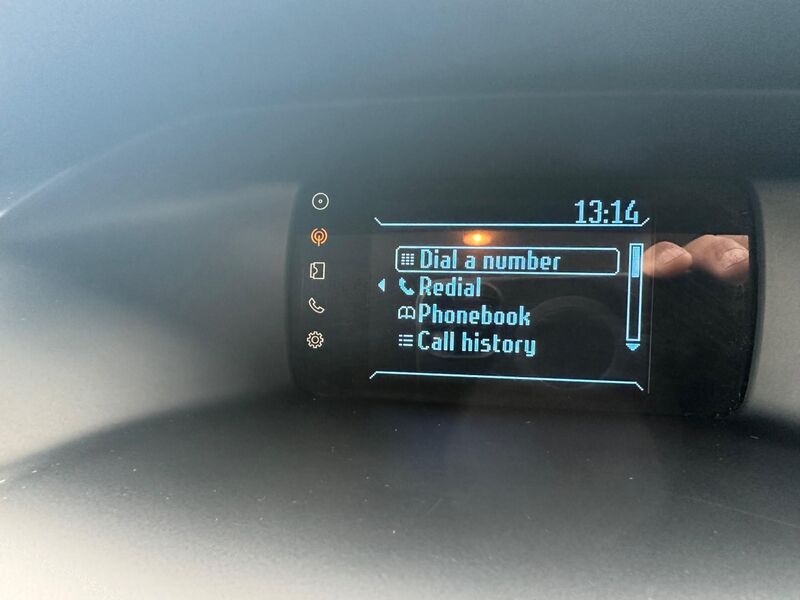 13:14
Dial a number
Redial
Phonebook
Call history